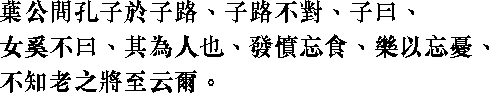 葉公問孔子於子路、子路不對、子曰、
女奚不曰、其為人也、發憤忘食、樂以忘憂、
不知老之將至云爾。